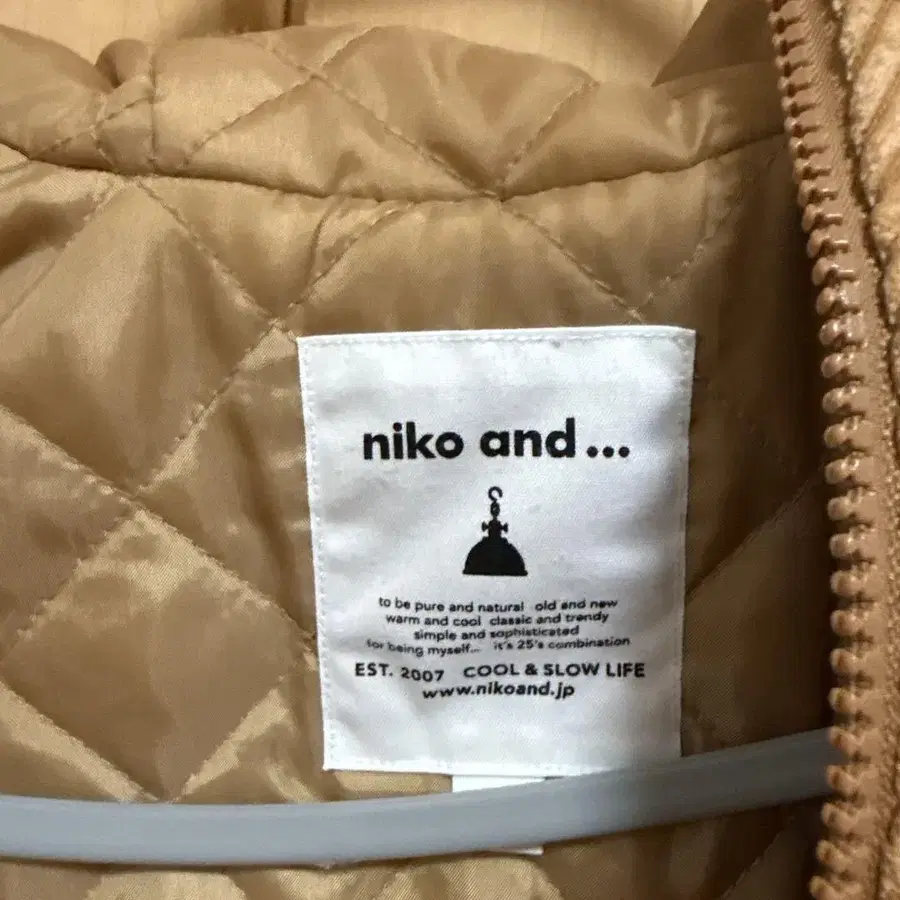 niko and ...
to be pure and natural old and new
warm and cool classic and trendy
simple and sophisticated
for being myself... it's 25's combination
EST. 2007 COOL & SLOW LIFE
www.nikoand.jp